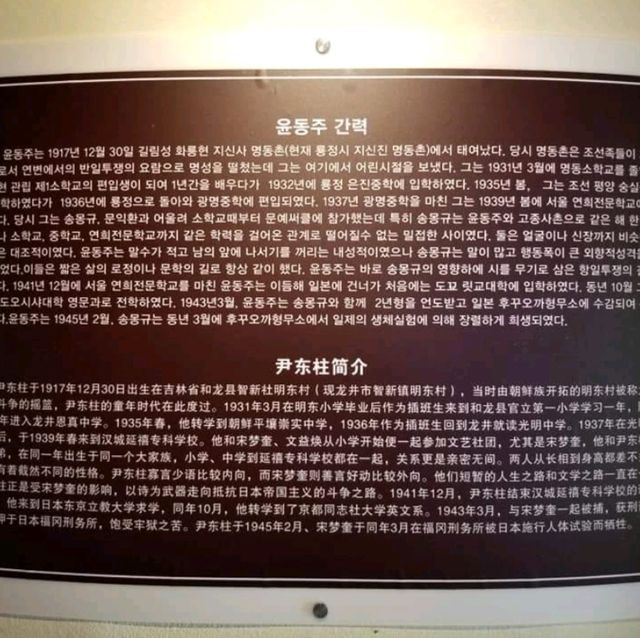 윤동주 간력
윤동주는 1917년 12월 30일 길림성 화룡현 지신사 명동촌(현재 룡정시 지신진 명동촌)에서 태여났다. 당시 명동촌은 조선족들이
로서 연변에서의 반일투쟁의 요람으로 명성을 떨쳤는데 그는 여기에서 어린시절을 보냈다. 그는 1931년 3월에 명동소학교를 졸
현 관립 제1소학교의 편입생이 되여 1년간을 배우다가 1932년에 룡정 은진중학에 입학하였다. 1935년 봄, 그는 조선 평양 숭실
학하였다가 1936년에 룡정으로 돌아와 광명중학에 편입되였다. 1937년 광명중학을 마친 그는 1939년 봄에 서울 연희전문학교에
다. 당시 그는 송몽규, 문익환과 어울려 소학교때부터 문예써클에 참가했는데 특히 송몽규는 윤동주와 고종사촌으로 같은 해 한
나 소학교, 중학교, 연희전문학교까지 같은 학력을 걸어온 관계로 떨어질수 없는 밀접한 사이였다. 둘은 얼굴이나 신장까지 비슷
은 대조적이였다. 윤동주는 말수가 적고 남의 앞에 나서기를 꺼리는 내성적이였으나 송몽규는 말이 많고 행동폭이 큰 외향적성격
였다.이들은 짧은 삶의 로정이나 문학의 길로 항상 같이 했다. 윤동주는 바로 송몽규의 영향하에 시를 무기로 삼은 항일투쟁의
다. 1941년 12월에 서울 연희전문학교를 마친 윤동주는 이듬해 일본에 건너가 처음에는 도꾜 릿교대학에 입학하였다. 동년 10월
도오시샤대학 영문과로 전학하였다. 1943년3월, 윤동주는 송몽규와 함께 2년형을 언도받고 일본 후꾸오까형무소에 수감되여
다.윤동주는 1945년 2월, 송몽규는 동년 3월에 후꾸오까형무소에서 일제의 생체실험에 의해 장렬하게 희생되였다.
尹东柱简介
尹东柱于1917年12月30日出生在吉林省和龙县智新社明东村（现龙井市智新镇明东村），当时由朝鲜族开拓的明东村被称
斗争的摇篮，尹东柱的童年时代在此度过。1931年3月在明东小学毕业后作为插班生来到和龙县官立第一小学学习一年，
年进入龙井恩真中学。1935年春，他转学到朝鲜平壤崇实中学，1936年作为插班生回到龙井就读光明中学。1937年在光明
后，于1939年春来到汉城延禧专科学校。他和宋梦奎、文益焕从小学开始便一起参加文艺社团，尤其是宋梦奎，他和尹东
弟，在同一年出生于同一个大家族，小学、中学到延禧专科学校都在一起，关系更是亲密无间。两人从长相到身高都差不
有着截然不同的性格。尹东柱寡言少语比较内向，而宋梦奎则善言好动比较外向。他们短暂的人生之路和文学之路一直在
柱正是受宋梦奎的影响，以诗为武器走向抵抗日本帝国主义的斗争之路。1941年12月，尹东柱结束汉城延禧专科学校的
，他来到日本东京立教大学求学，同年10月，他转学到了京都同志社大学英文系。1943年3月，与宋梦奎一起被捕，获刑
押于日本福冈刑务所，饱受牢狱之苦。尹东柱于1945年2月、宋梦奎于同年3月在福冈刑务所被日本施行人体试验而牺牲。